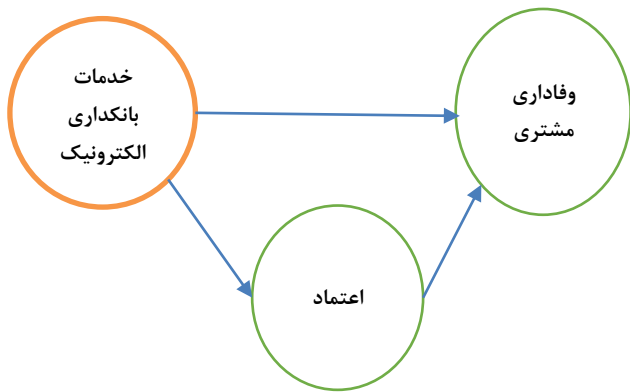 خدمات
بانکداری
الکترونیک
وفاداری
مشتری
اعتماد